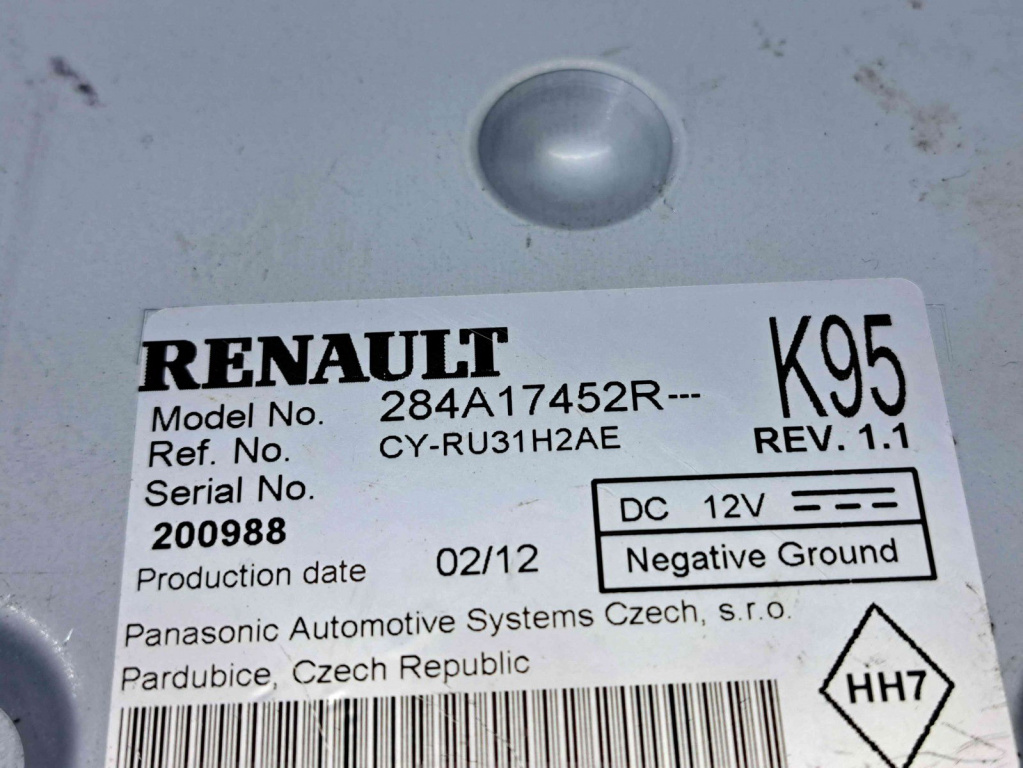 RENAULT
K95
Model No. 284A17452R---
Ref. No. CY-RU31H2AE
REV. 1.1
Serial No.
200988
DC 12V
Production date 02/12
Negative Ground
Panasonic Automotive Systems Czech, s.r.o.
Pardubice, Czech Republic
HH7